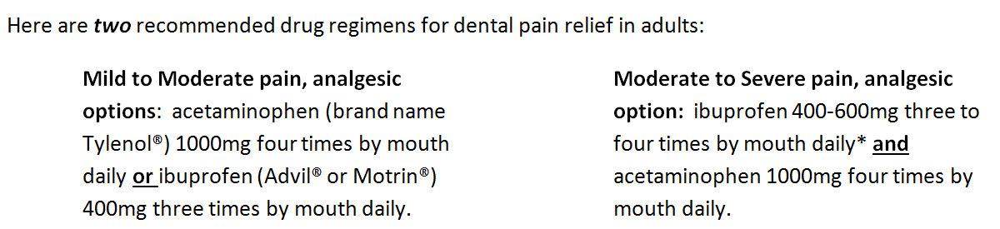 Here are two recommended drug regimens for dental pain relief in adults:
Mild to Moderate pain, analgesic
options: acetaminophen (brand name
Tylenol®) 1000mg four times by mouth
daily or ibuprofen (Advil® or Motrin®)
400mg three times by mouth daily.
Moderate to Severe pain, analgesic
option: ibuprofen 400-600mg three to
four times by mouth daily* and
acetaminophen 1000mg four times by
mouth daily.